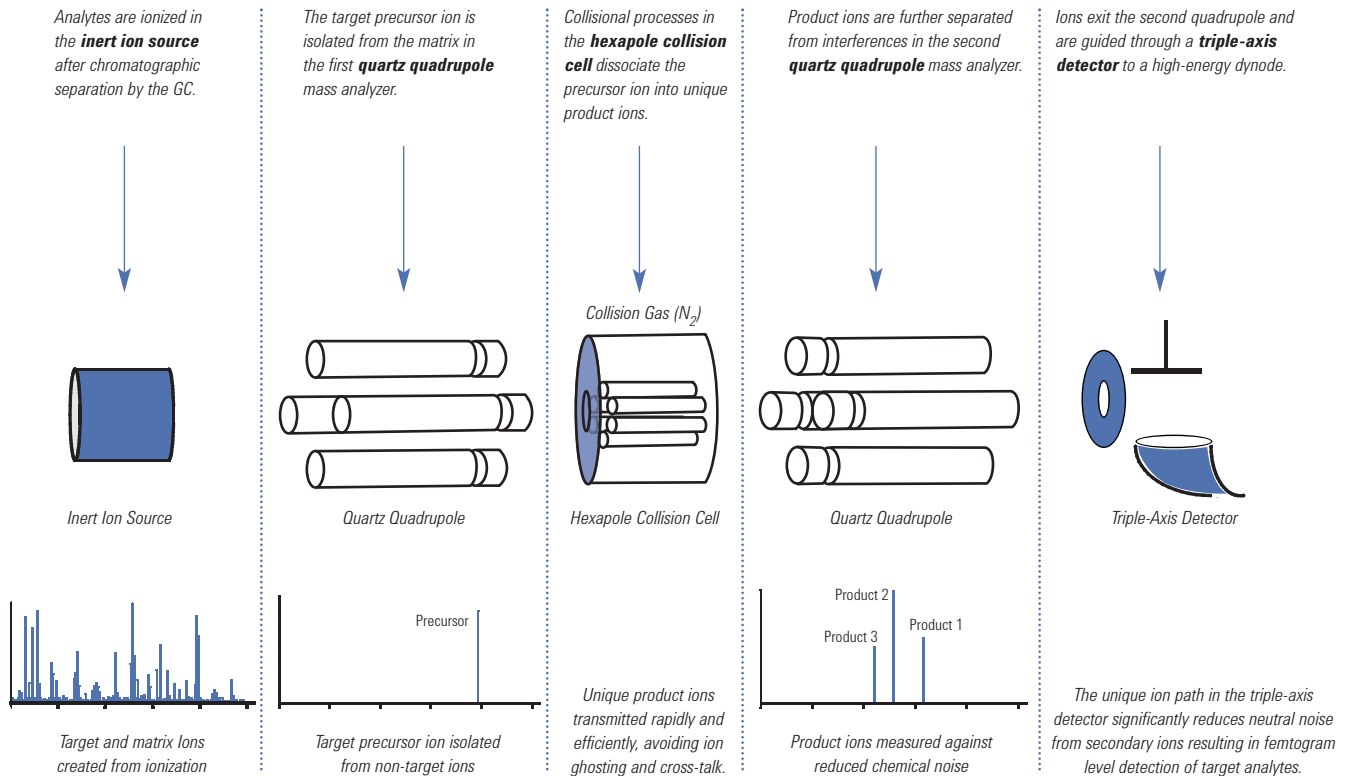 Analytes are ionized in
the inert ion source
after chromatographic
separation by the GC.
The target precursor ion is
isolated from the matrix in
the first quartz quadrupole
mass analyzer.
Collisional processes in
the hexapole collision
cell dissociate the
precursor ion into unique
product ions.
Product ions are further separated
from interferences in the second
quartz quadrupole mass analyzer.
Ions exit the second quadrupole and
are guided through a triple-axis
detector to a high-energy dynode.
Collision Gas (N2)
Inert Ion Source
Quartz Quadrupole
Hexapole Collision Cell
Quartz Quadrupole
Triple-Axis Detector
Target and matrix Ions
created from ionization
Precursor
Target precursor ion isolated
from non-target ions
Unique product ions
transmitted rapidly and
efficiently, avoiding ion
ghosting and cross-talk.
Product 2
Product 1
Product 3
Product ions measured against
reduced chemical noise
The unique ion path in the triple-axis
detector significantly reduces neutral noise
from secondary ions resulting in femtogram
level detection of target analytes.